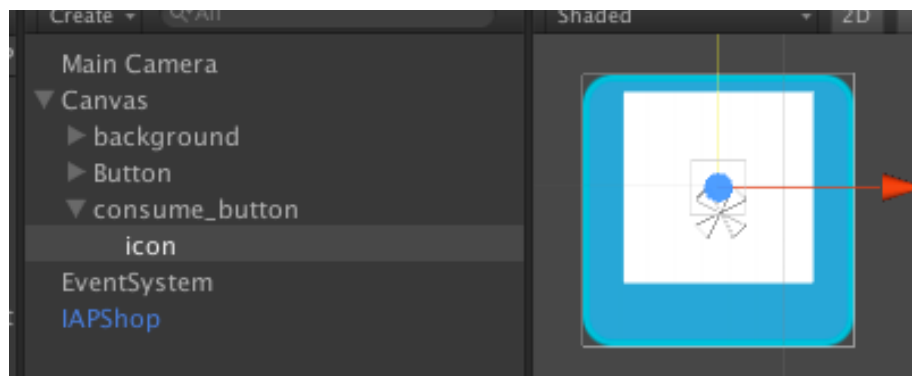 Create All
Shaded 2D
Main Camera
Canvas
background
Button
consume_button
icon
EventSystem
IAPShop